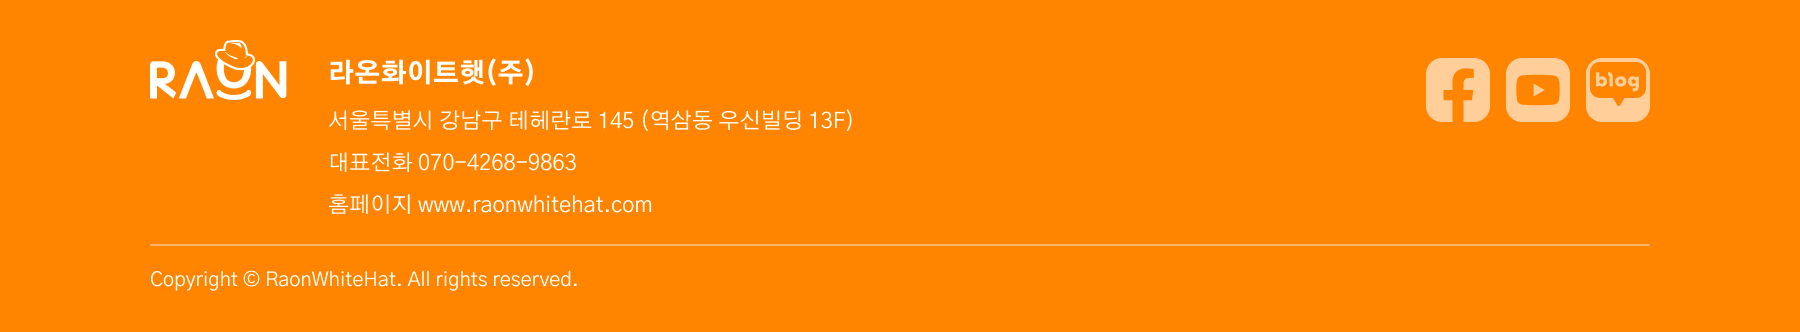 RAON
라온화이트햇(주)
서울특별시 강남구 테헤란로 145 (역삼동 우신빌딩 13F)
대표전화 070-4268-9863
홈페이지 www.raonwhitehat.com
blog
Copyright © RaonWhiteHat. All rights reserved.